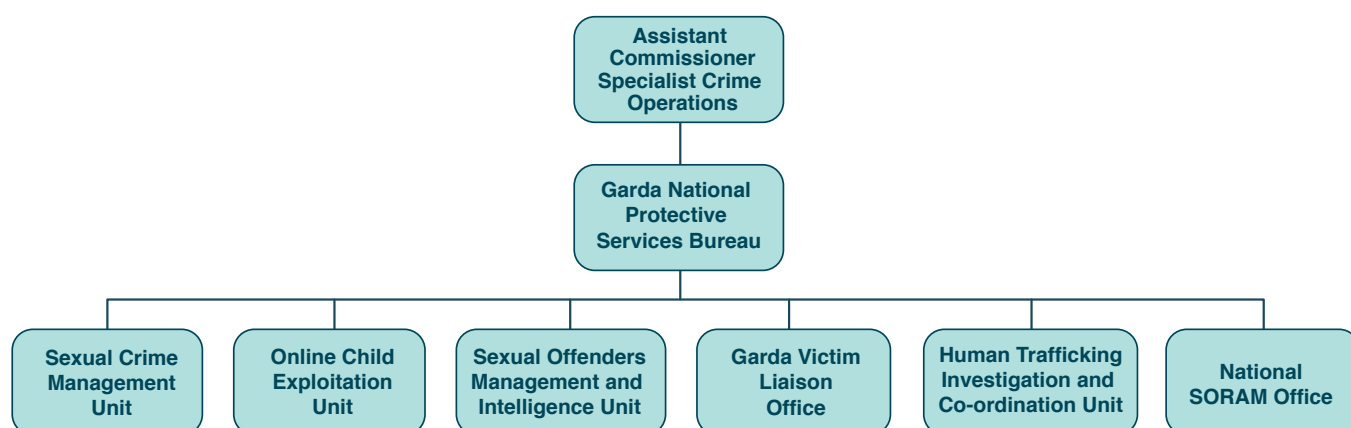 Assistant
Commissioner
Specialist Crime
Operations
Garda National
Protective
Services Bureau
Sexual Crime
Management
Unit
Online Child
Exploitation
Unit
Sexual Offenders
Management and
Intelligence Unit
Garda Victim
Liaison
Office
Human Trafficking
Investigation and
Co-ordination Unit
National
SORAM Office